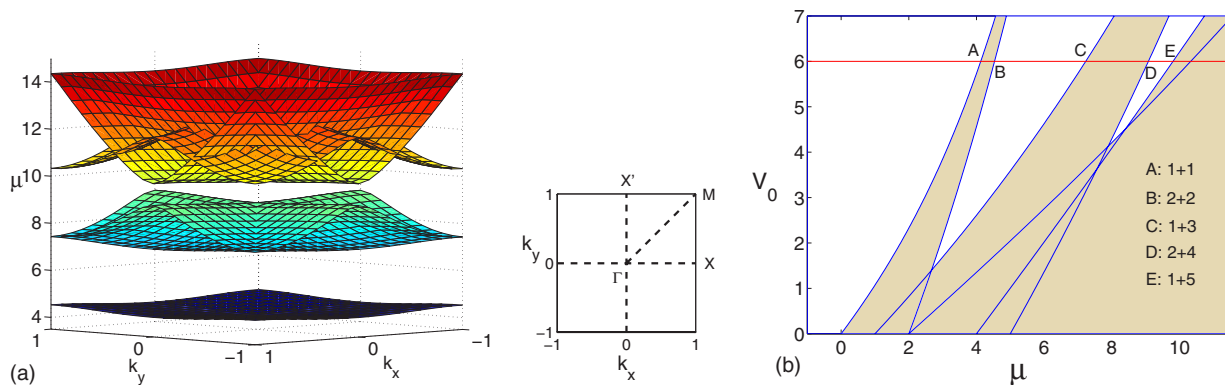 14
12
μ10
8
6
4
1
0
−1
k_y
1
0
−1
k_x
(a)
X'
M
1
k_y 0
Γ
X
−1
−1
0
1
k_x
7
6
5
4
3
2
1
0
V_0
A
B
C
D
E
A: 1+1
B: 2+2
C: 1+3
D: 2+4
E: 1+5
0
2
4
6
8
10
μ
(b)